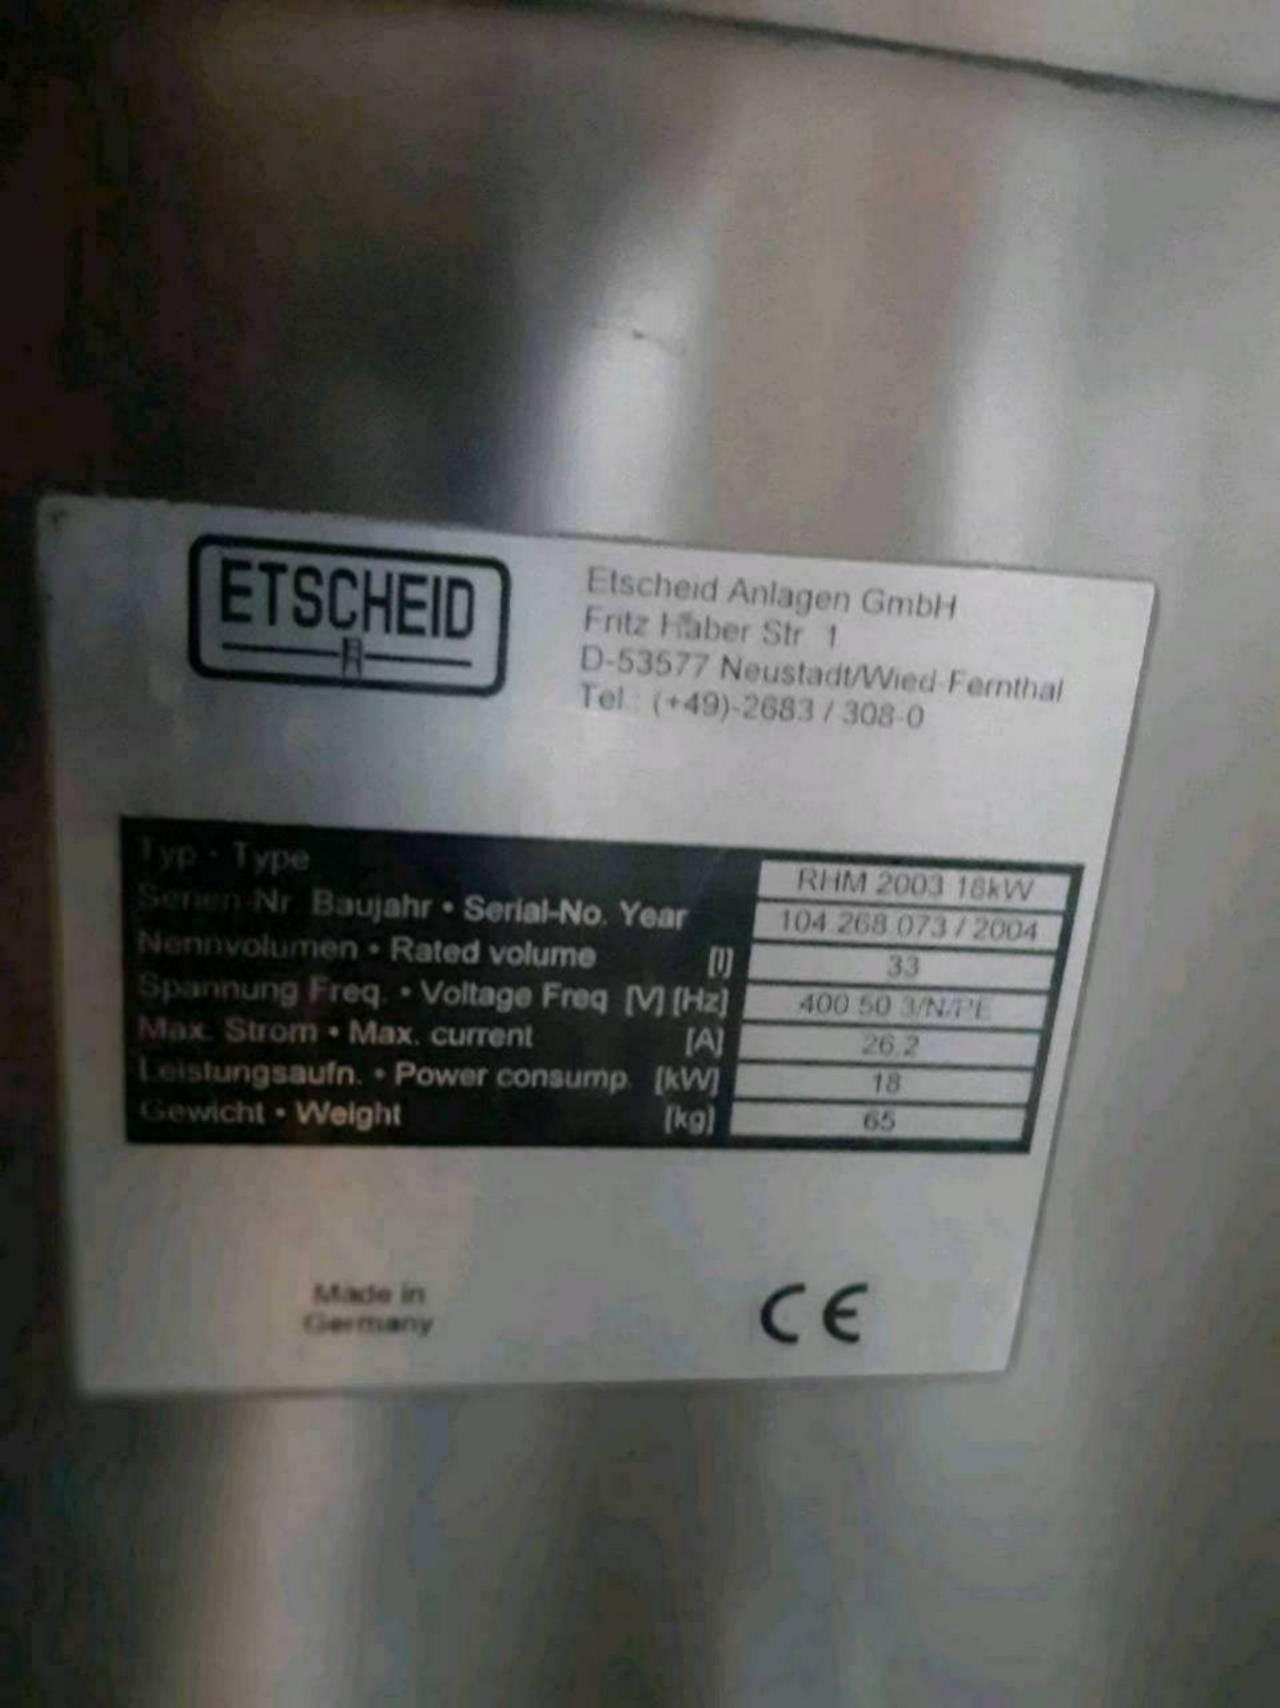 ETSCHEID
Etscheid Anlagen GmbH
Fritz Haber Str. 1
D-53577 Neustadt/Wied-Fernthal
Tel.: (+49)-2683 / 308-0
Typ · Type RHM 2003 18kW
Serien-Nr. Baujahr • Serial-No. Year 104 268 073 / 2004
Nennvolumen • Rated volume [l] 33
Spannung Freq. • Voltage Freq [V] [Hz] 400 50 3/N/PE
Max. Strom • Max. current [A] 26,2
Leistungsaufn. • Power consump. [kW] 18
Gewicht • Weight [kg] 65
Made in
Germany
CE